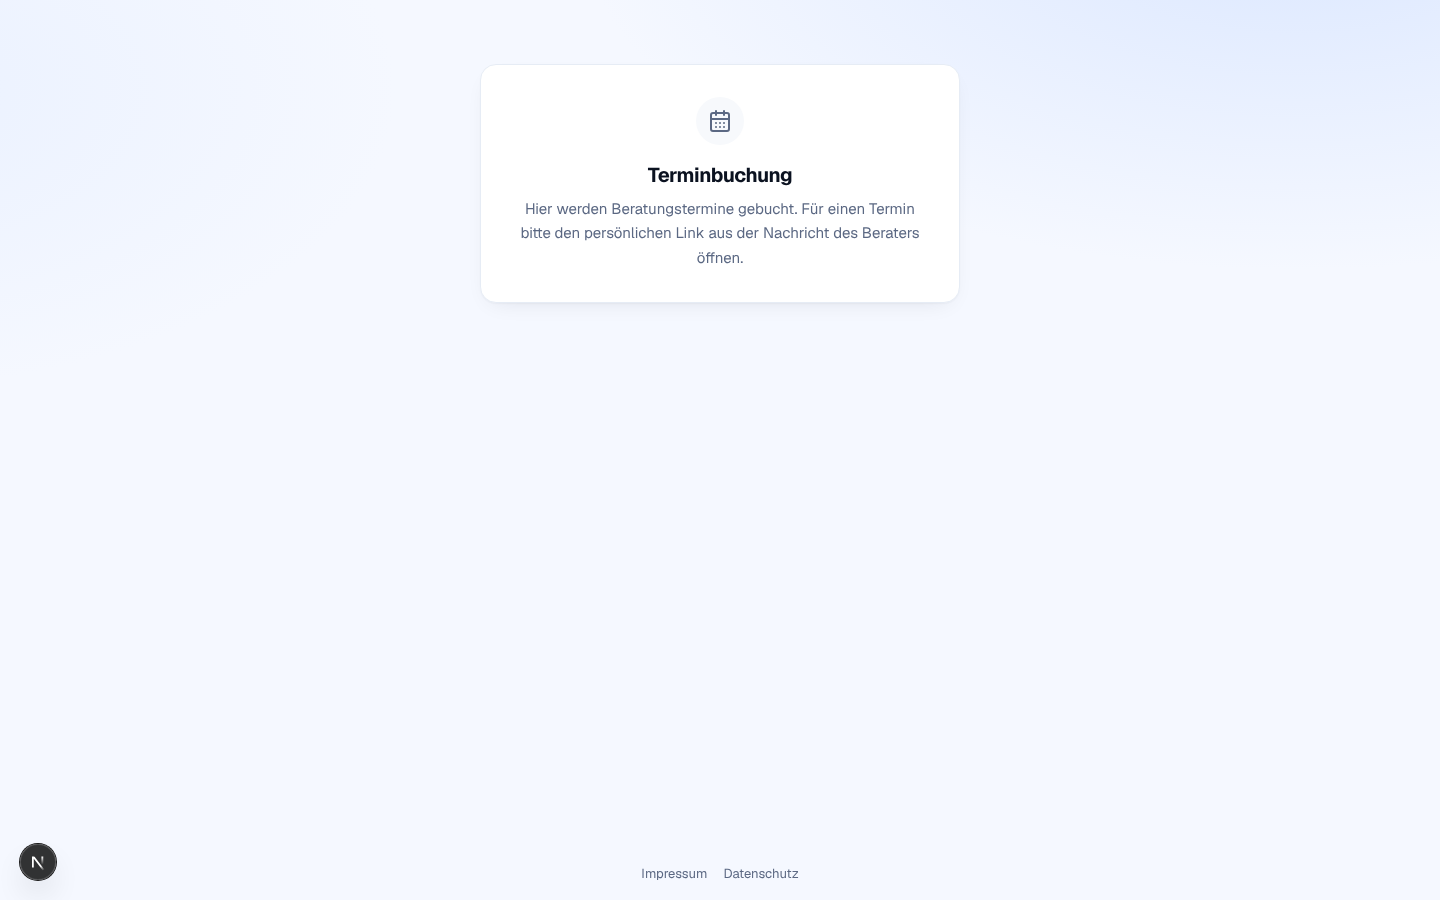 Terminbuchung
Hier werden Beratungstermine gebucht. Für einen Termin
bitte den persönlichen Link aus der Nachricht des Beraters
öffnen.
N
Impressum Datenschutz